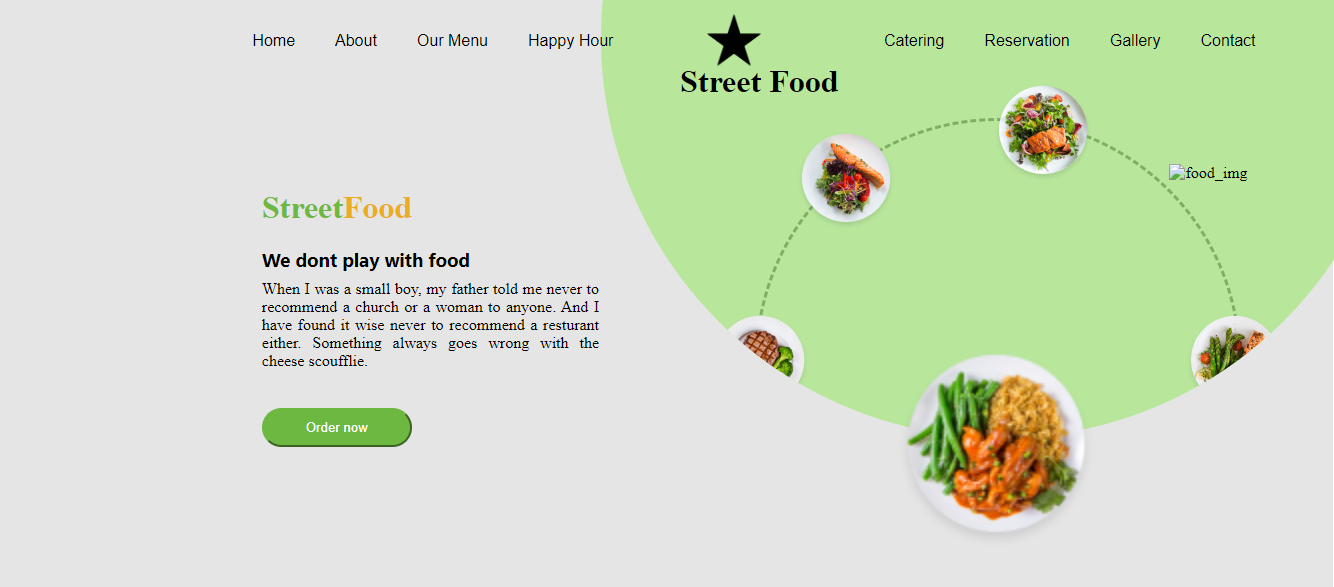 Home About Our Menu Happy Hour Catering Reservation Gallery Contact
Street Food
food_img
StreetFood
We dont play with food
When I was a small boy, my father told me never to
recommend a church or a woman to anyone. And I
have found it wise never to recommend a resturant
either. Something always goes wrong with the
cheese scoufflie.
Order now